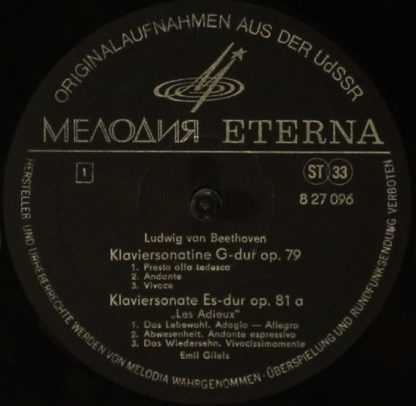 ORIGINALAUFNAHMEN AUS DER UdSSR
МЕЛОДИЯ ETERNA
1
ST 33
8 27 096
Ludwig van Beethoven
Klaviersonatine G-dur op. 79
1. Presto alla tedesca
2. Andante
3. Vivace
Klaviersonate Es-dur op. 81 a
„Les Adieux"
1. Das Lebewohl. Adagio — Allegro
2. Abwesenheit. Andante espressivo
3. Das Wiedersehn. Vivacissimamente
Emil Gilels
HERSTELLER UND URHEBERRECHTE WERDEN VON MELODIA WAHRGENOMMEN · ÜBERSPIELUNG UND RUNDFUNKSENDUNG VERBOTEN